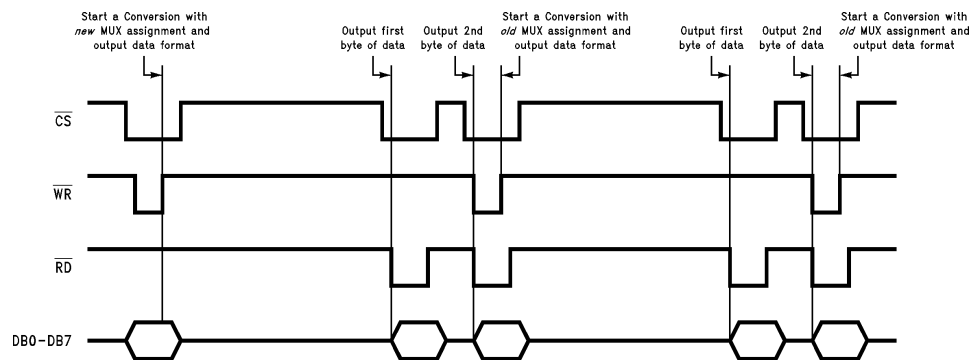 Start a Conversion with
new MUX assignment and
output data format
Output first
byte of data
Output 2nd
byte of data
Start a Conversion with
old MUX assignment and
output data format
Output first
byte of data
Output 2nd
byte of data
Start a Conversion with
old MUX assignment and
output data format
CS
WR
RD
DB0-DB7